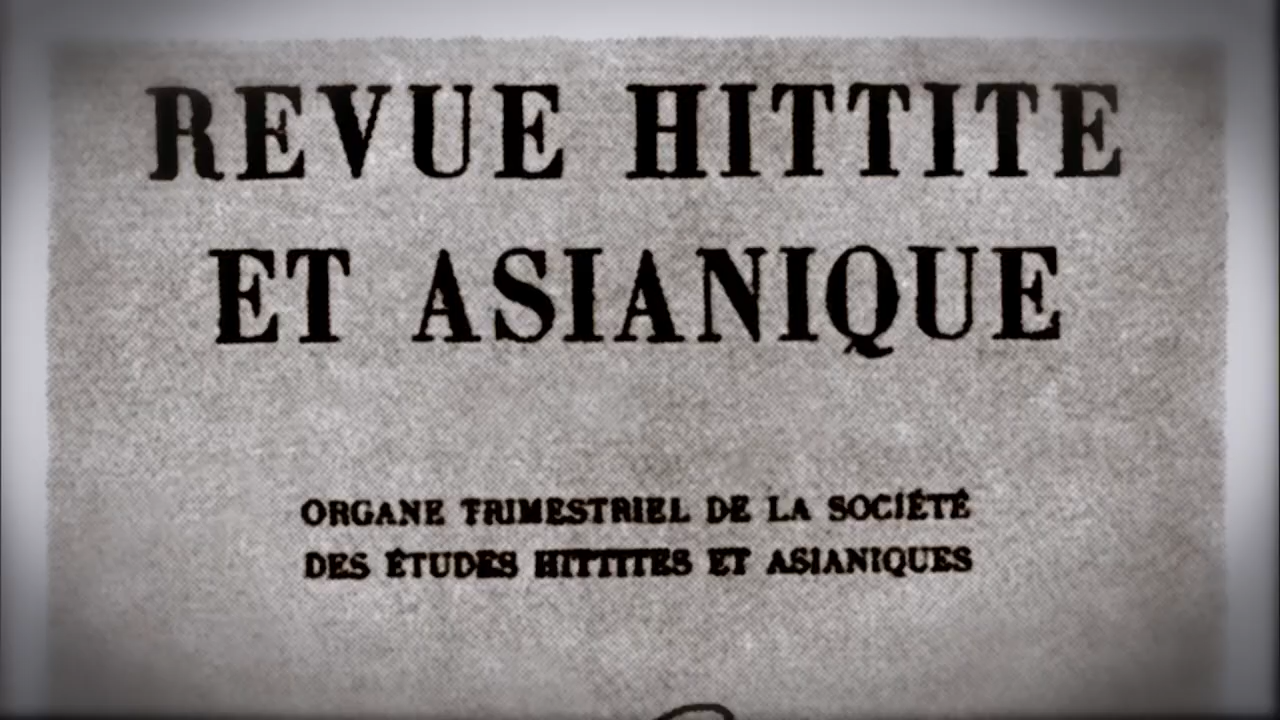 REVUE HITTITE
ET ASIANIQUE
ORGANE TRIMESTRIEL DE LA SOCIÉTÉ
DES ÉTUDES HITTITES ET ASIANIQUES